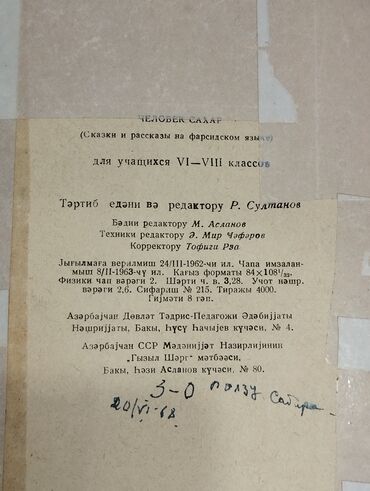 ЧЕЛОВЕК САХАР
(Сказки и рассказы на фарсидском языке)
для учащихся VI—VIII классов
Тәртиб едәни вә редактору Р. Султанов
Бәдии редактору М. Асланов
Техники редактору Ә. Мир Чәфәров
Корректору Тофиги Рза
Јығылмаға верилмиш 24/III-1962-чи ил. Чапа имзалан-
мыш 8/II-1963-чү ил. Кағыз форматы 84×108¹/₃₂.
Физики чап вәрәги 2. Шәрти ч. в. 3,28. Учот нәшр.
вәрәги 2,6. Сифариш № 215. Тиражы 4000.
Гијмәти 8 гәп.
Азәрбајҹан Дөвләт Тәдрис-Педагожи Әдәбијјаты
Нәшријјаты, Бакы, Һүсү Һаҹыјев күчәси, № 4.
Азәрбајҹан ССР Мәдәнијјәт Назирлијинин
„Гызыл Шәрг“ мәтбәәси,
Бакы, Һәзи Асланов күчәси, № 80.
3-0
20/VI-68